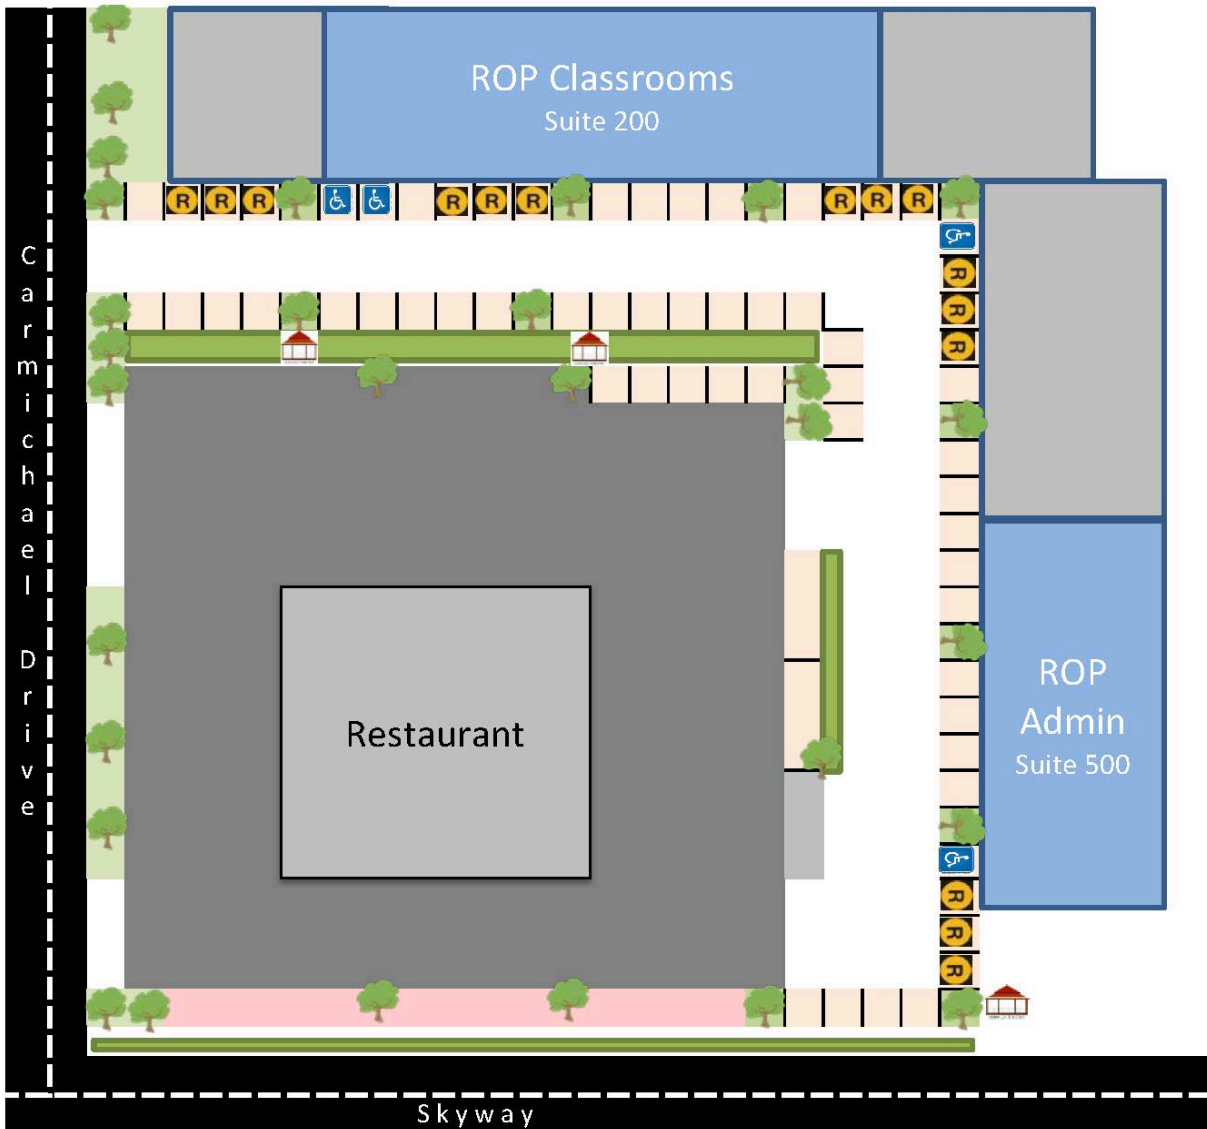 ROP Classrooms
Suite 200
R R R R R R R R R
R
R
R
Carmichael Drive
Restaurant
ROP
Admin
Suite 500
R
R
R
Skyway